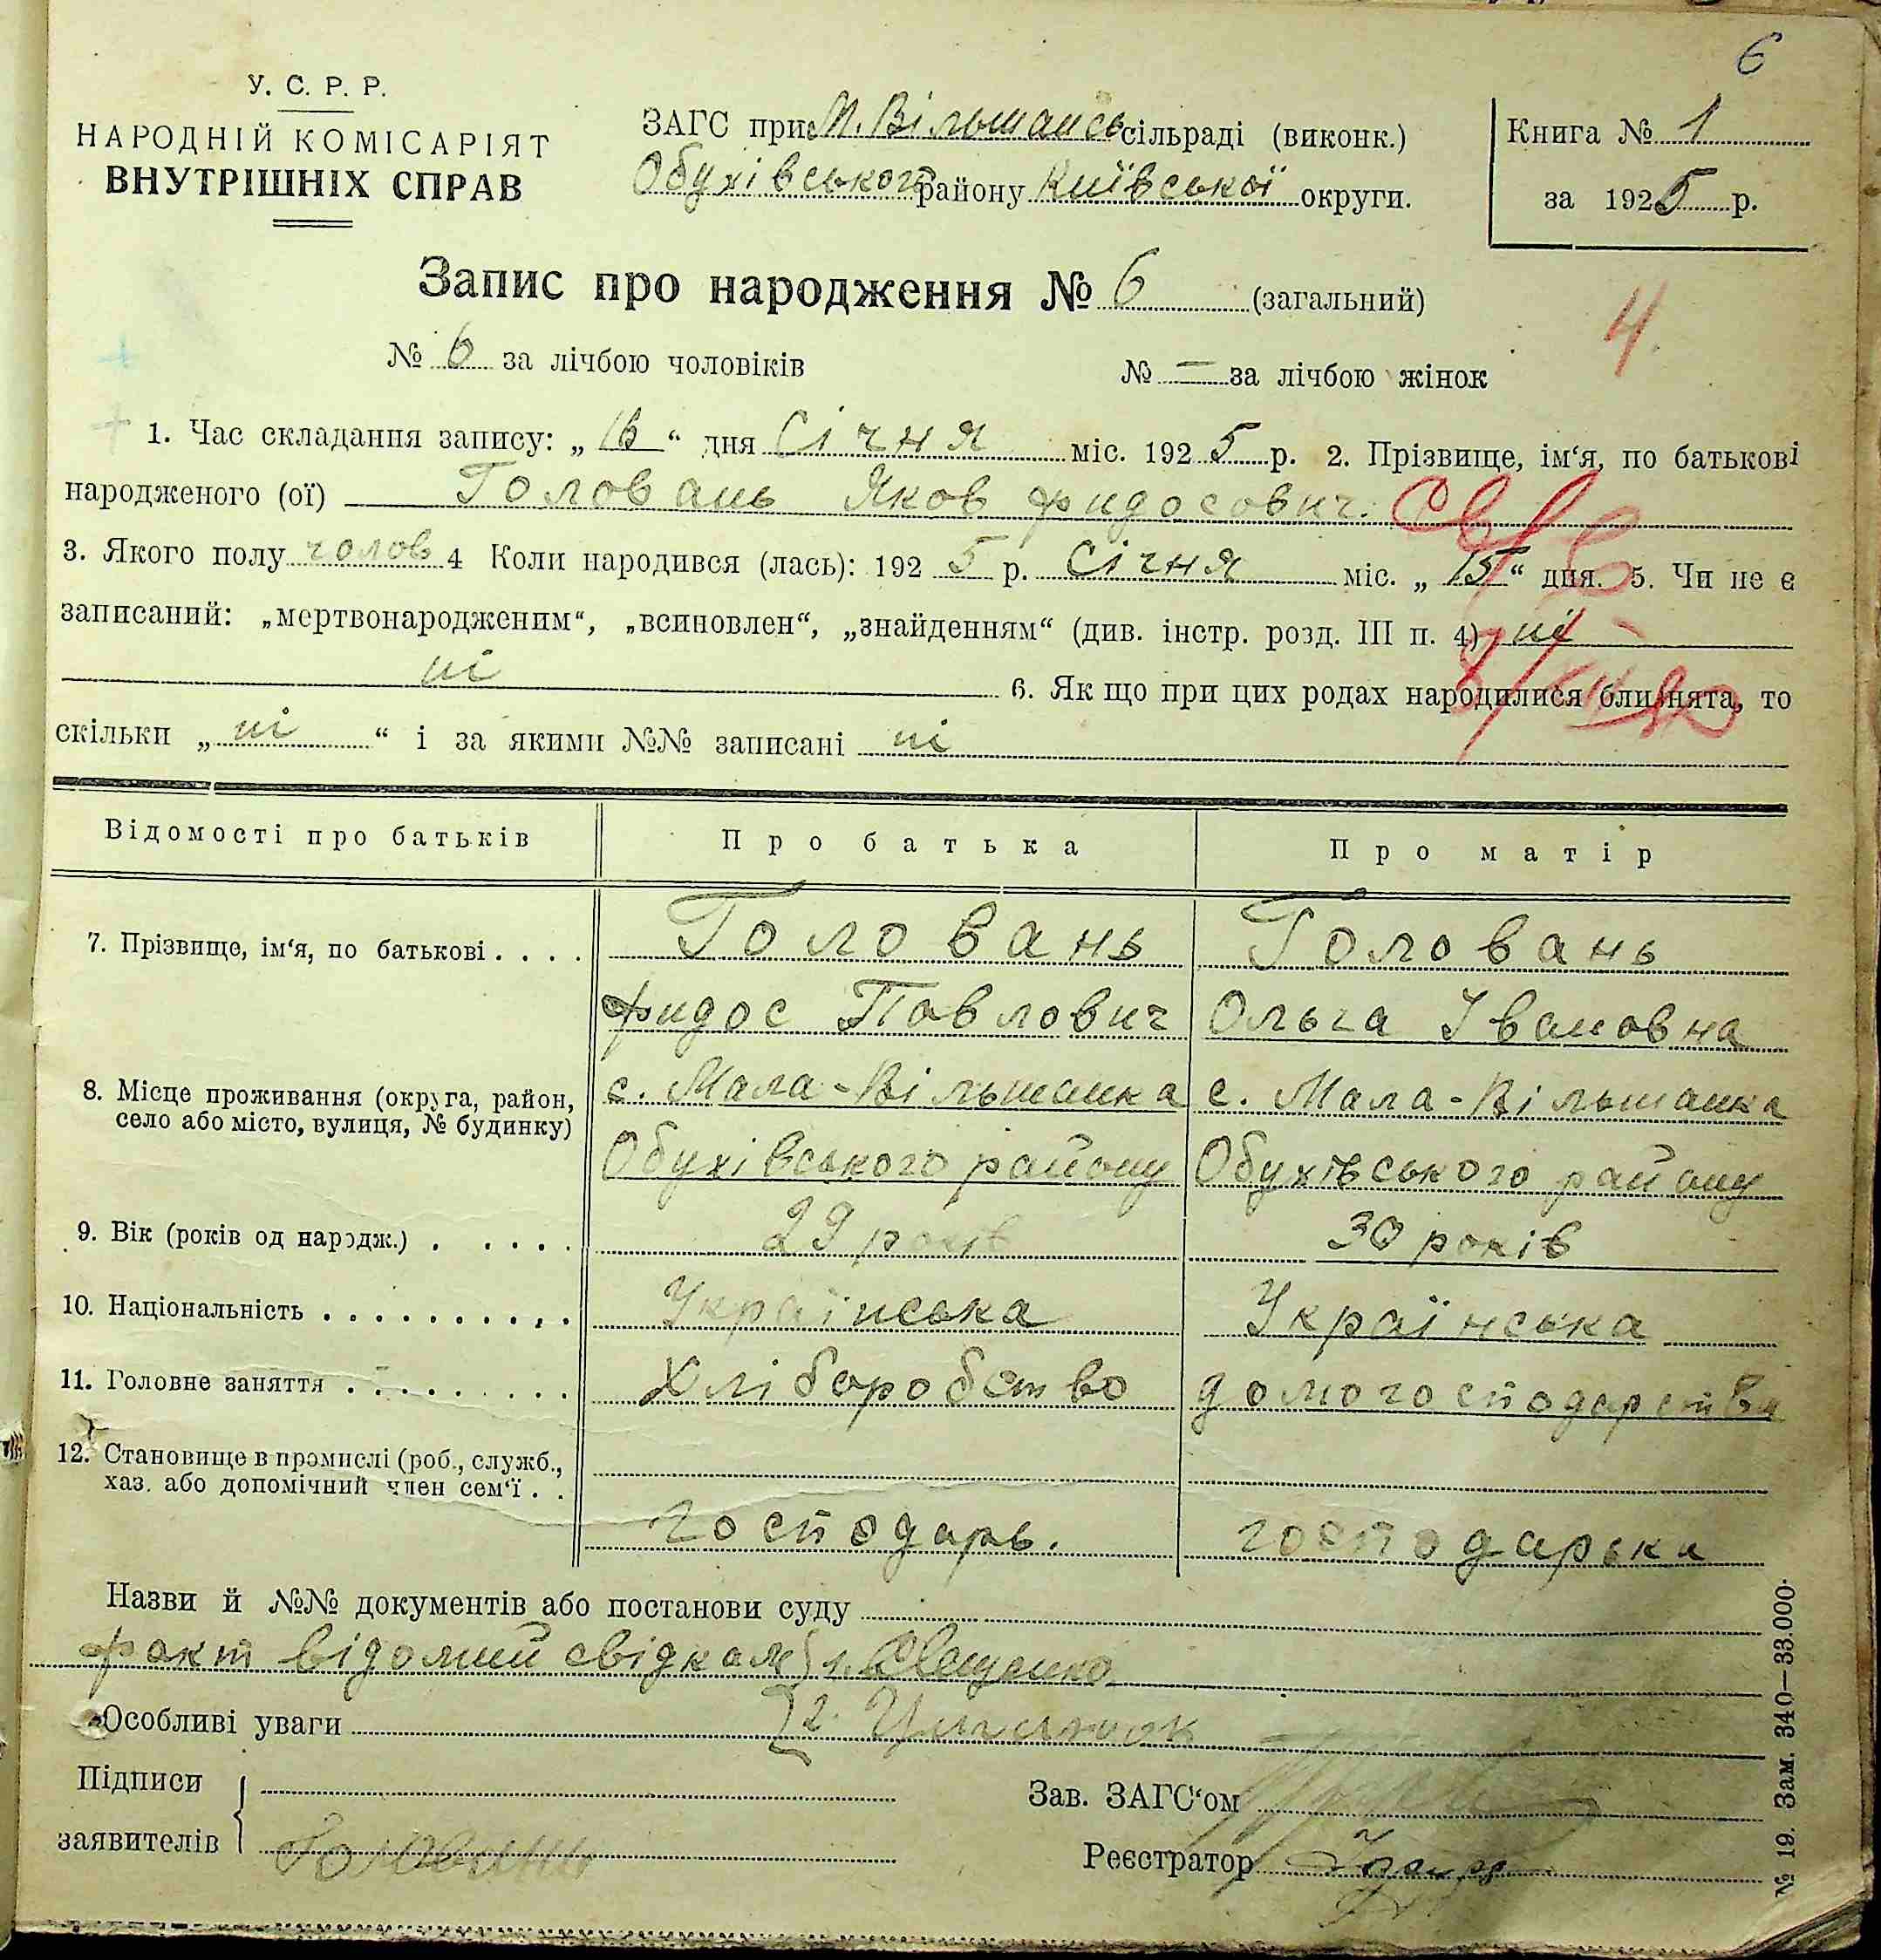 6
У. С. Р. Р.
НАРОДНІЙ КОМІСАРІЯТ
ВНУТРІШНІХ СПРАВ
ЗАГС при М. Вільшансь сільраді (виконк.)
Обухівського району Київської округи.
Книга № 1
за 1925 р.
Запис про народження № 6 (загальний)
4.
№ 6 за лічбою чоловіків № — за лічбою жінок
1. Час складання запису: „16“ дня Січня міс. 1925 р. 2. Прізвище, ім‘я, по батькові
народженого (ої) Головань Яков Фидосович.
3. Якого полу чолов 4 Коли народився (лась): 1925 р. Січня міс. „15“ дня. 5. Чи не є
записаний: „мертвонародженим“, „всиновлен“, „знайденням“ (див. інстр. розд. III п. 4) ні
ні 6. Як що при цих родах народилися близнята, то
скільки „ні“ і за якими №№ записані ні
Відомості про батьків Про батька Про матір
7. Прізвище, ім‘я, по батькові . . . . Головань Головань
Фидос Павлович Ольга Івановна
8. Місце проживання (округа, район, с. Мала-Вільшанка с. Мала-Вільшанка
село або місто, вулиця, № будинку)
Обухівського району Обухівського району
9. Вік (років од народж.) . . . . . 29 років 30 років
10. Національність . . . . . . . . . . Українська Українська
11. Головне заняття . . . . . . . . . Хліборобство домогосподарства
12. Становище в промислі (роб., служб.,
хаз. або допомічний член сем‘ї . .
господарь. господарька
Назви й №№ документів або постанови суду
факт відомий свідкам 1.
Особливі уваги 2.
Підписи
заявителів Головань
Зав. ЗАГС‘ом
Реєстратор
№ 19. Зам. 340—33.000.